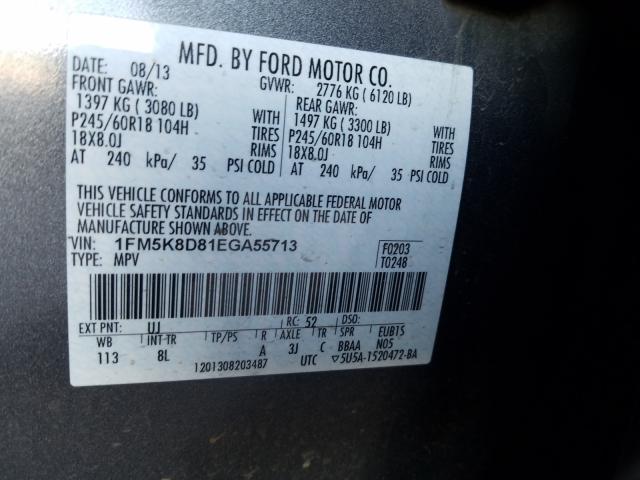 MFD. BY FORD MOTOR CO.
DATE: 08/13 GVWR: 2776 KG ( 6120 LB)
FRONT GAWR: REAR GAWR:
1397 KG ( 3080 LB) WITH 1497 KG ( 3300 LB) WITH
P245/60R18 104H TIRES P245/60R18 104H TIRES
18X8.0J RIMS 18X8.0J RIMS
AT 240 kPa/ 35 PSI COLD AT 240 kPa/ 35 PSI COLD
THIS VEHICLE CONFORMS TO ALL APPLICABLE FEDERAL MOTOR
VEHICLE SAFETY STANDARDS IN EFFECT ON THE DATE OF
MANUFACTURE SHOWN ABOVE.
VIN: 1FM5K8D81EGA55713 F0203
TYPE: MPV T0248
EXT PNT: UJ RC: 52 DSO:
WB INT TR TP/PS R AXLE TR SPR EUBTS
113 8L A 3J C BBAA N05
1201308203487 UTC ▽5U5A-1520472-BA